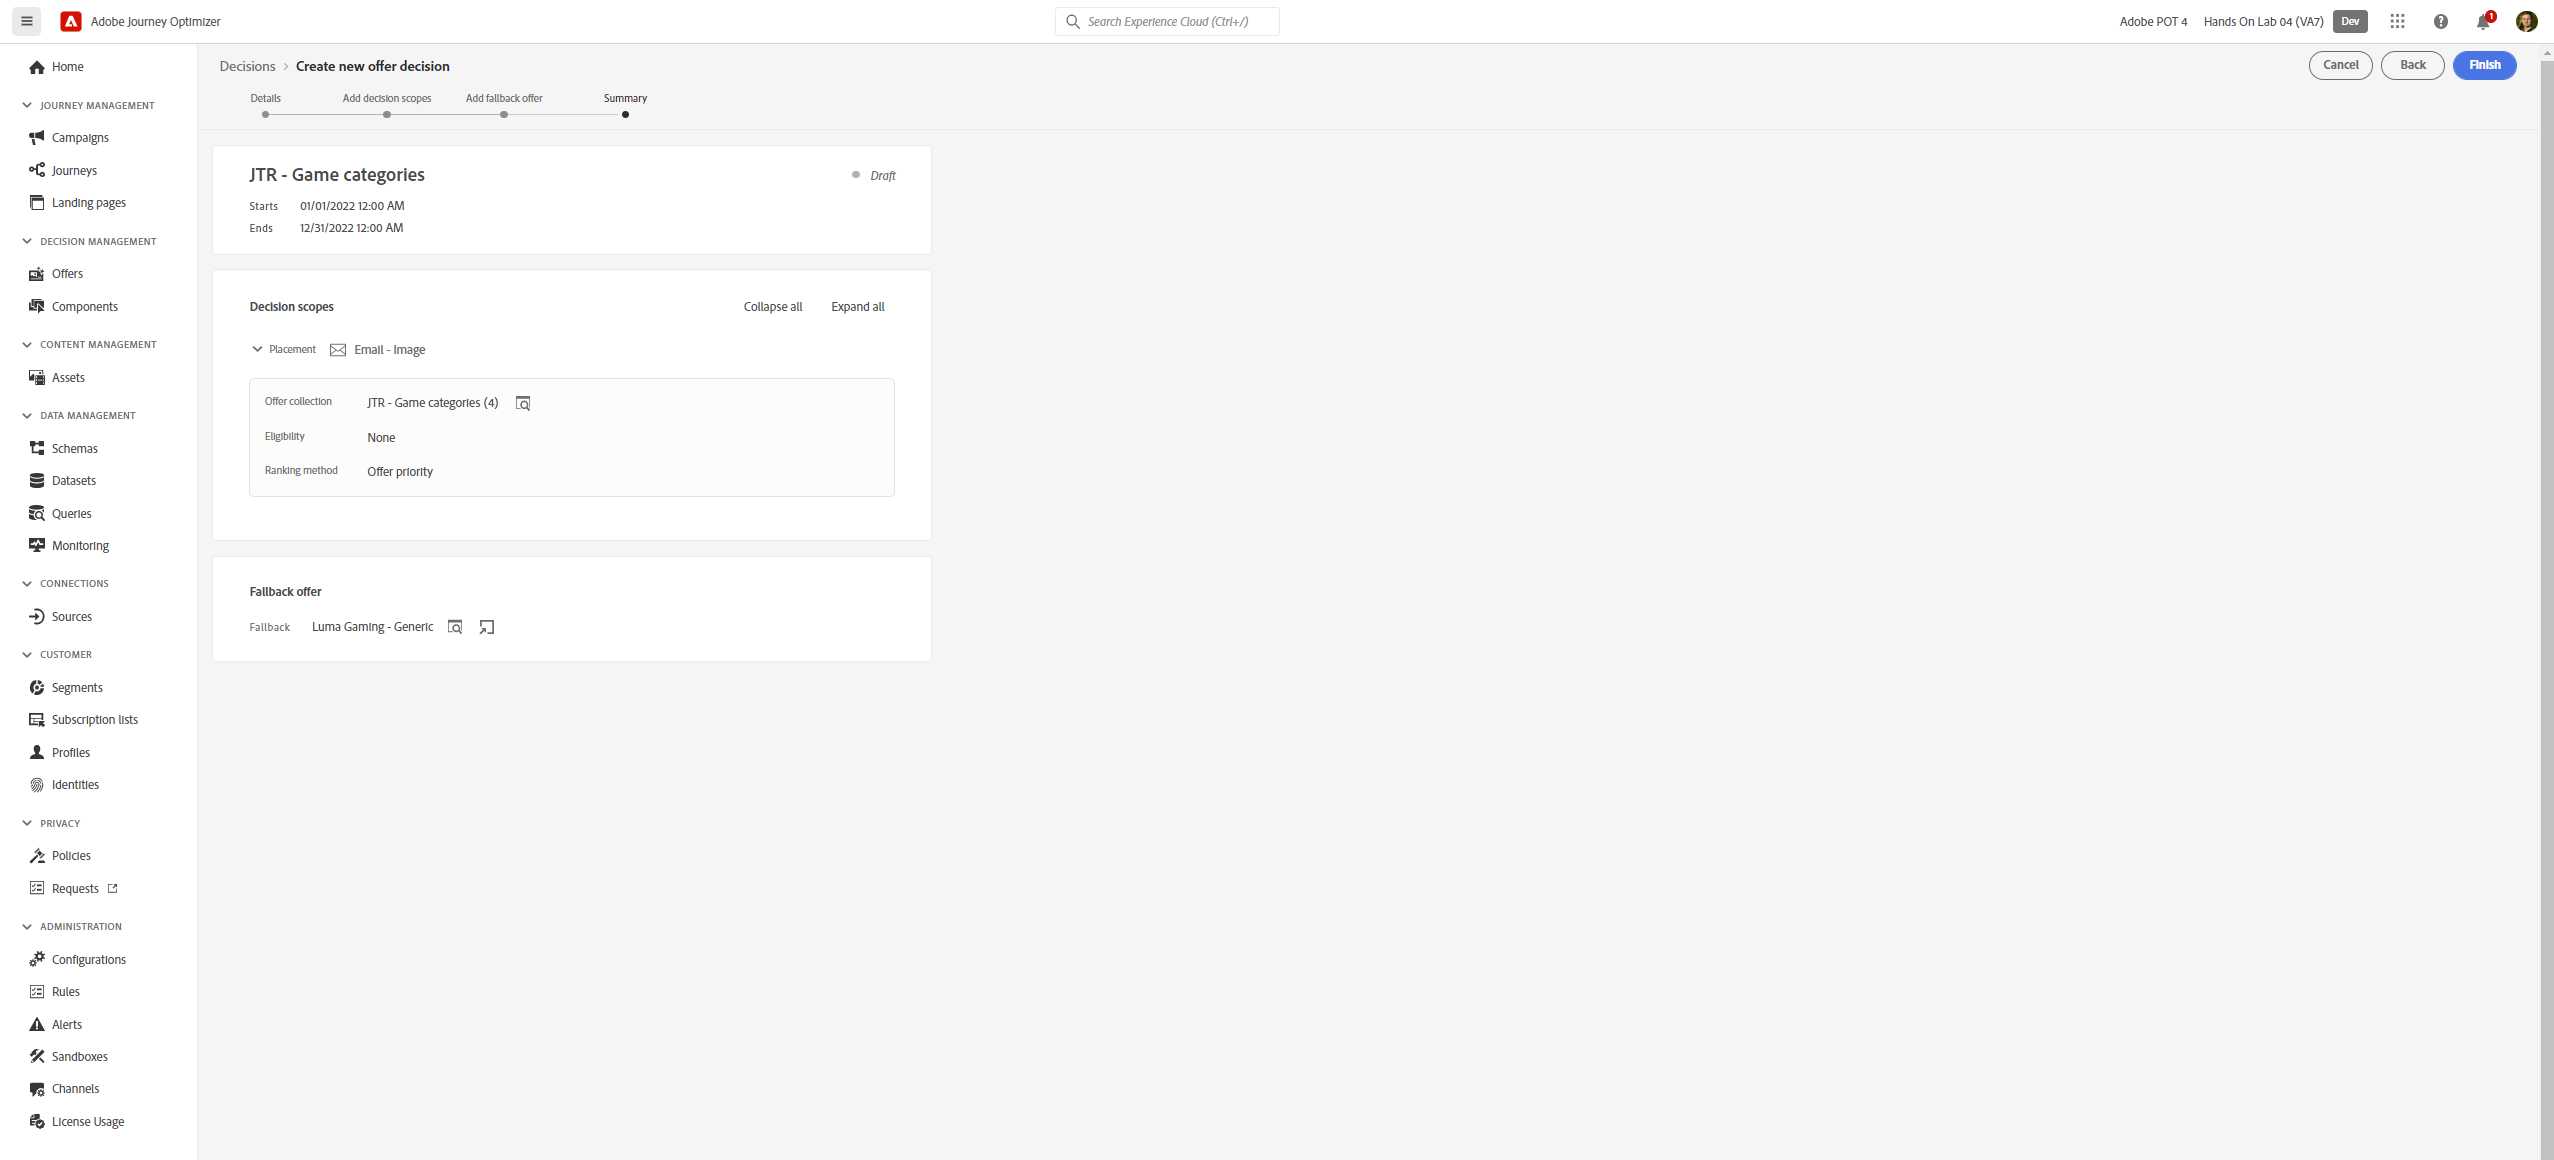 Adobe Journey Optimizer
Search Experience Cloud (Ctrl+/)
Adobe POT 4
Hands On Lab 04 (VA7)
Dev
1
Home
JOURNEY MANAGEMENT
Campaigns
Journeys
Landing pages
DECISION MANAGEMENT
Offers
Components
CONTENT MANAGEMENT
Assets
DATA MANAGEMENT
Schemas
Datasets
Queries
Monitoring
CONNECTIONS
Sources
CUSTOMER
Segments
Subscription lists
Profiles
Identities
PRIVACY
Policies
Requests
ADMINISTRATION
Configurations
Rules
Alerts
Sandboxes
Channels
License Usage
Decisions > Create new offer decision
Cancel
Back
Finish
Details
Add decision scopes
Add fallback offer
Summary
JTR - Game categories
Draft
Starts 01/01/2022 12:00 AM
Ends 12/31/2022 12:00 AM
Decision scopes
Collapse all
Expand all
Placement Email - Image
Offer collection JTR - Game categories (4)
Eligibility None
Ranking method Offer priority
Fallback offer
Fallback Luma Gaming - Generic